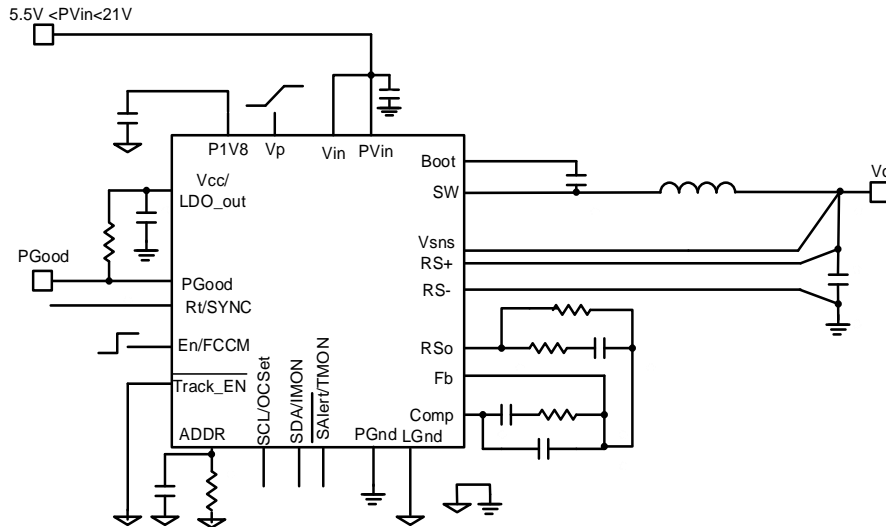 5.5V <PVin<21V
P1V8
Vp
Vin
PVin
Boot
SW
Vo
Vcc/
LDO_out
Vsns
RS+
RS-
PGood
PGood
Rt/SYNC
En/FCCM
Track_EN
RSo
Fb
Comp
ADDR
SCL/OCSet
SDA/IMON
SAlert/TMON
PGnd
LGnd